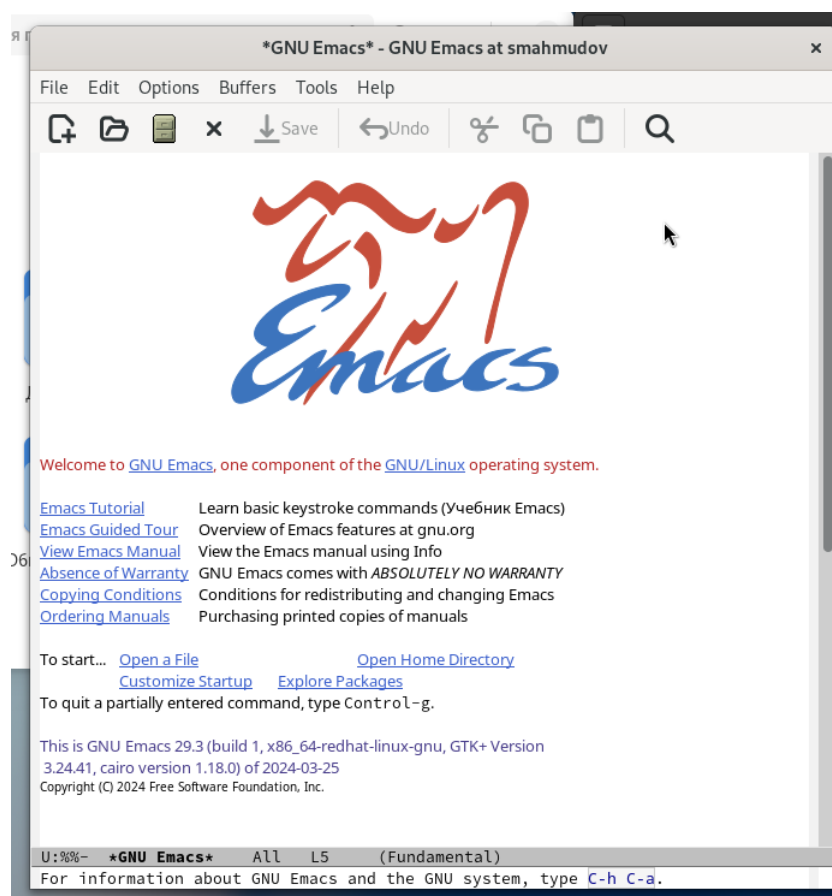 *GNU Emacs* - GNU Emacs at smahmudov
File Edit Options Buffers Tools Help
Save Undo
Emacs
Welcome to GNU Emacs, one component of the GNU/Linux operating system.
Emacs Tutorial Learn basic keystroke commands (Учебник Emacs)
Emacs Guided Tour Overview of Emacs features at gnu.org
View Emacs Manual View the Emacs manual using Info
Absence of Warranty GNU Emacs comes with ABSOLUTELY NO WARRANTY
Copying Conditions Conditions for redistributing and changing Emacs
Ordering Manuals Purchasing printed copies of manuals
To start... Open a File Open Home Directory
Customize Startup Explore Packages
To quit a partially entered command, type Control-g.
This is GNU Emacs 29.3 (build 1, x86_64-redhat-linux-gnu, GTK+ Version
3.24.41, cairo version 1.18.0) of 2024-03-25
Copyright (C) 2024 Free Software Foundation, Inc.
U:%%- *GNU Emacs* All L5 (Fundamental)
For information about GNU Emacs and the GNU system, type C-h C-a.